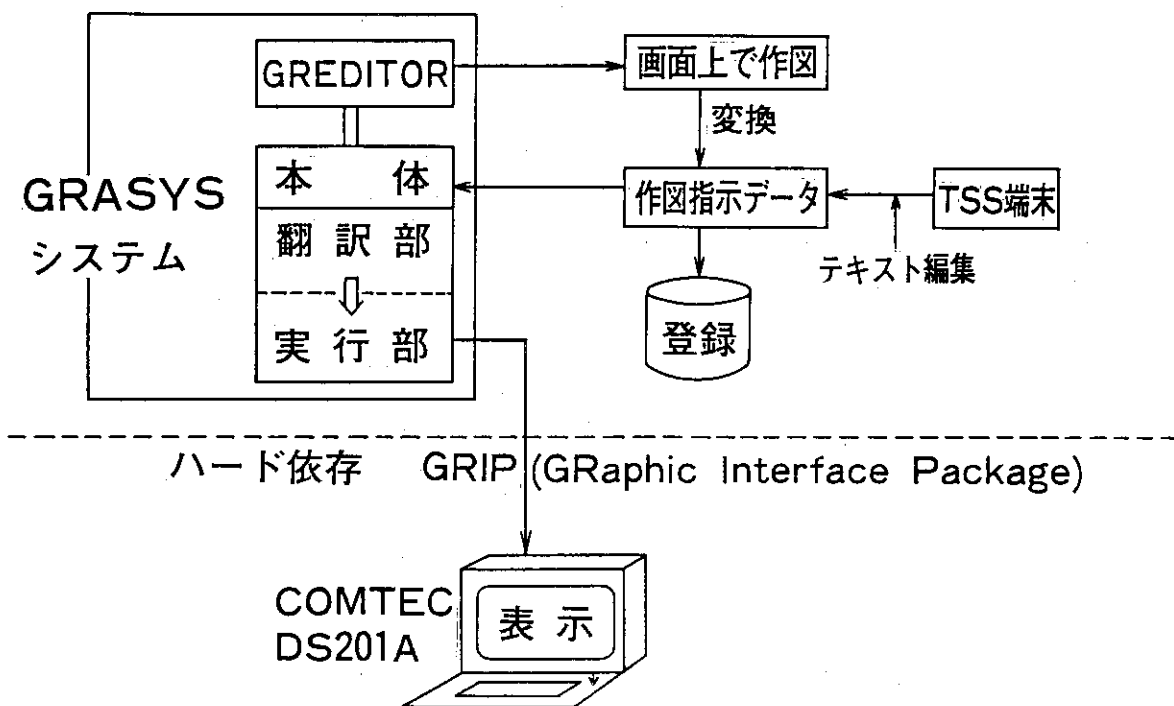 GREDITOR
画面上で作図
変換
本体
作図指示データ
TSS端末
GRASYS
システム
翻訳部
テキスト編集
実行部
登録
ハード依存 GRIP (GRaphic Interface Package)
COMTEC
DS201A
表示